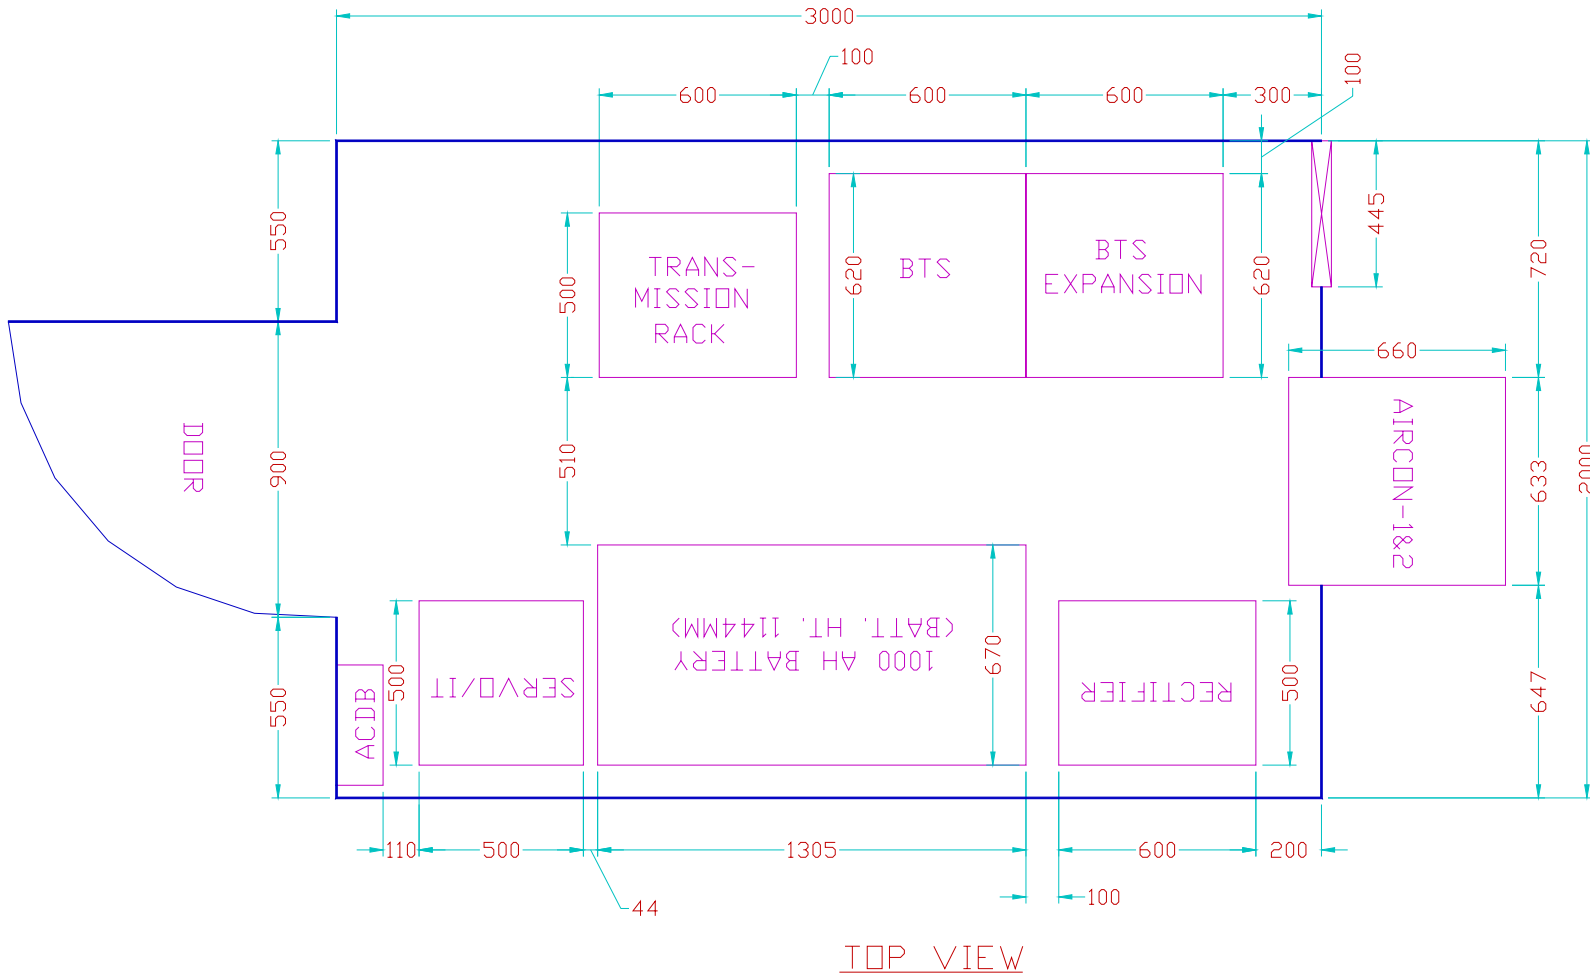 3000
100
600
600
600
300
100
550
TRANS-
MISSION
RACK
500
620
BTS
BTS
EXPANSION
620
445
720
660
DOOR
900
510
AIRCON-1&2
633
2000
ACDB
500
SERVO/IT
1000 AH BATTERY
(BATT. HT. 1144MM)
670
RECTIFIER
500
550
647
110
500
1305
600
200
44
100
TOP VIEW